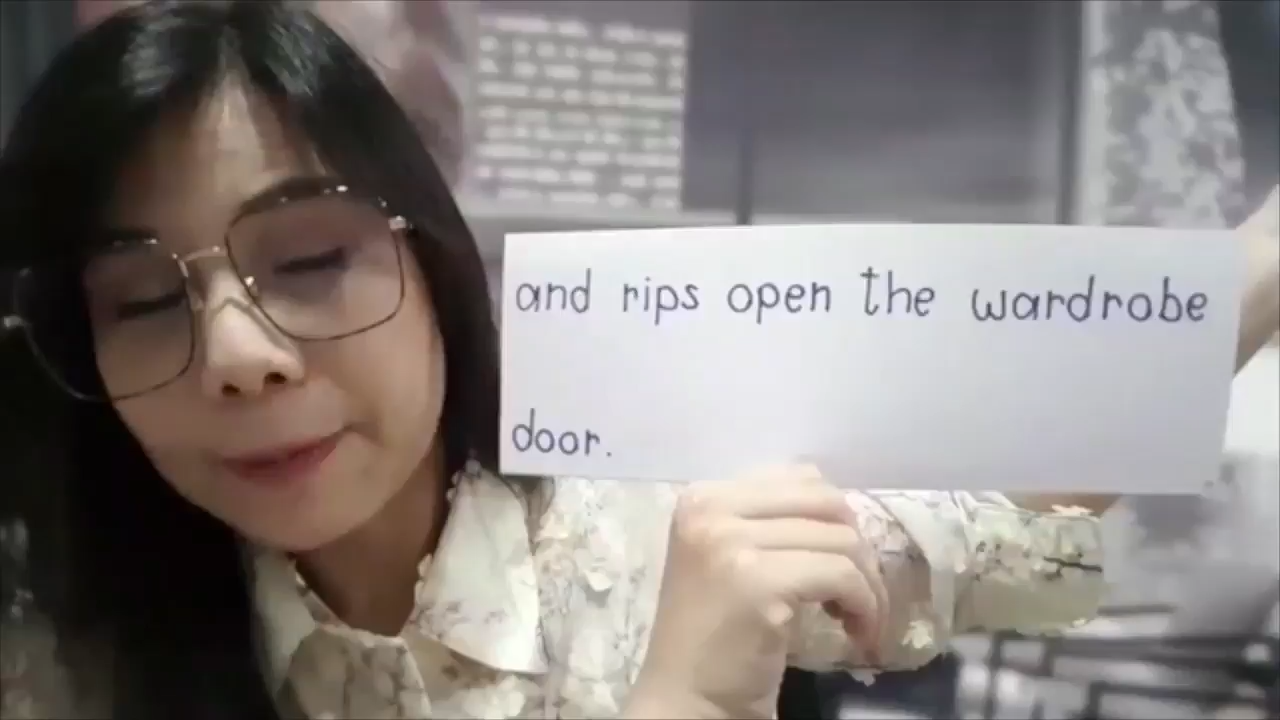 and rips open the wardrobe
door.